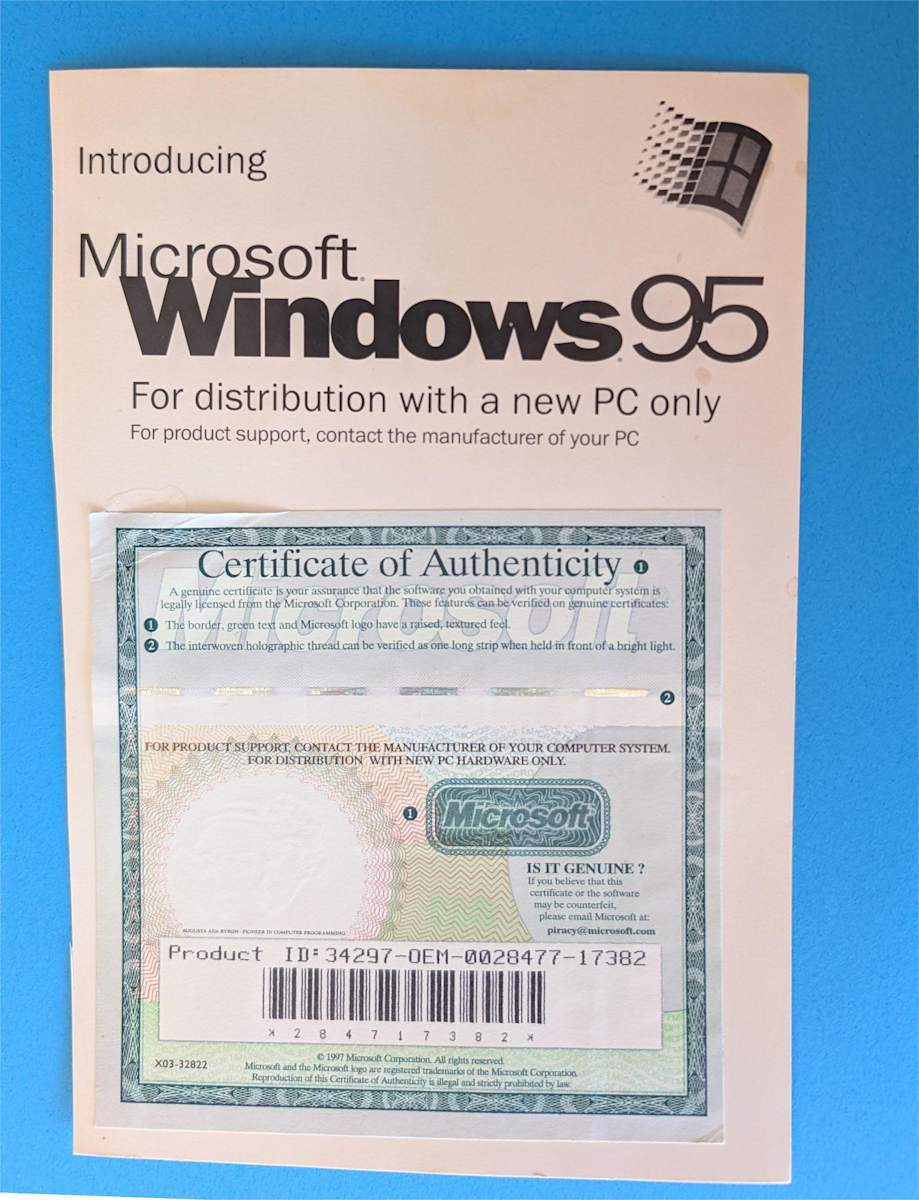 Introducing
Microsoft®
Windows®95
For distribution with a new PC only
For product support, contact the manufacturer of your PC
Certificate of Authenticity ❶
A genuine certificate is your assurance that the software you obtained with your computer system is
legally licensed from the Microsoft Corporation. These features can be verified on genuine certificates:
❶ The border, green text and Microsoft logo have a raised, textured feel.
❷ The interwoven holographic thread can be verified as one long strip when held in front of a bright light.
Microsoft
❷
FOR PRODUCT SUPPORT, CONTACT THE MANUFACTURER OF YOUR COMPUTER SYSTEM.
FOR DISTRIBUTION WITH NEW PC HARDWARE ONLY.
❶ Microsoft
IS IT GENUINE ?
If you believe that this
certificate or the software
may be counterfeit,
please email Microsoft at:
piracy@microsoft.com
AUGUSTA ADA BYRON - PIONEER IN COMPUTER PROGRAMMING
Product ID:34297-OEM-0028477-17382
* 2 8 4 7 1 7 3 8 2 *
X03-32822
© 1997 Microsoft Corporation. All rights reserved.
Microsoft and the Microsoft logo are registered trademarks of the Microsoft Corporation.
Reproduction of this Certificate of Authenticity is illegal and strictly prohibited by law.